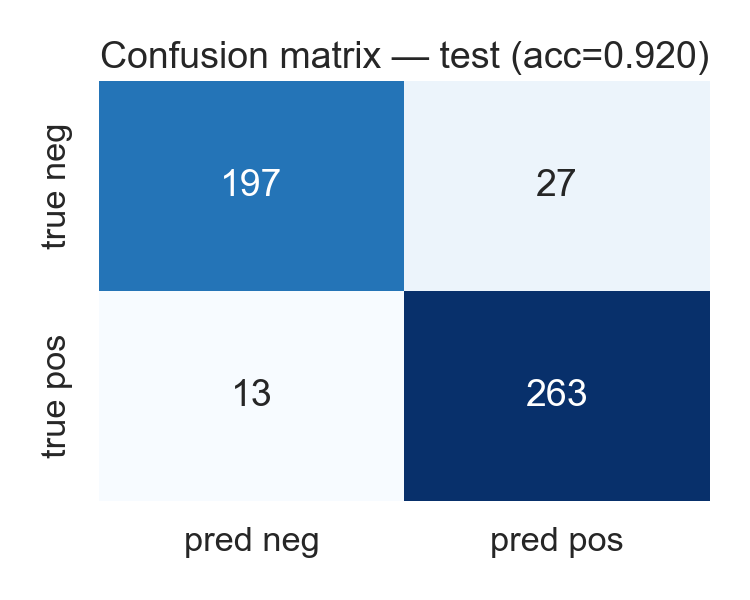 Confusion matrix — test (acc=0.920)
true neg
197
27
true pos
13
263
pred neg
pred pos